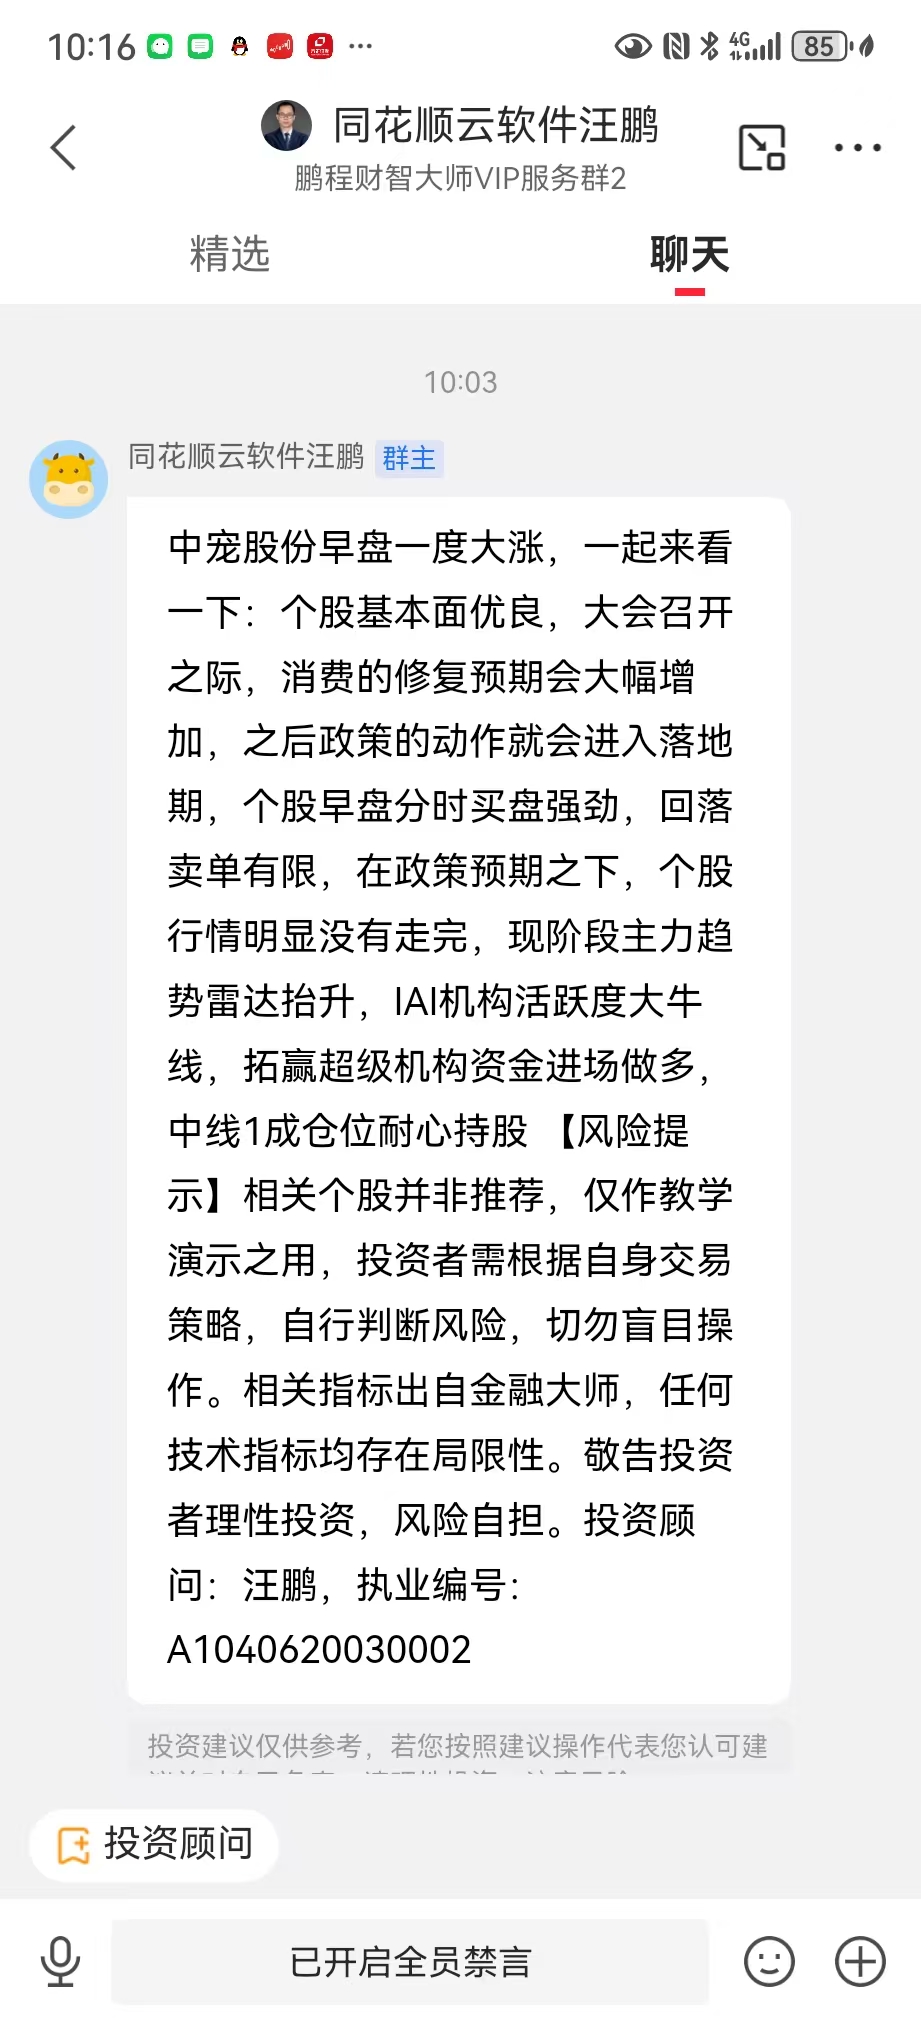 10:16
4G
85
同花顺云软件汪鹏
鹏程财智大师VIP服务群2
精选
聊天
10:03
同花顺云软件汪鹏 群主
中宠股份早盘一度大涨，一起来看
一下：个股基本面优良，大会召开
之际，消费的修复预期会大幅增
加，之后政策的动作就会进入落地
期，个股早盘分时买盘强劲，回落
卖单有限，在政策预期之下，个股
行情明显没有走完，现阶段主力趋
势雷达抬升，IAI机构活跃度大牛
线，拓赢超级机构资金进场做多，
中线1成仓位耐心持股 【风险提
示】相关个股并非推荐，仅作教学
演示之用，投资者需根据自身交易
策略，自行判断风险，切勿盲目操
作。相关指标出自金融大师，任何
技术指标均存在局限性。敬告投资
者理性投资，风险自担。投资顾
问：汪鹏，执业编号：
A1040620030002
投资建议仅供参考，若您按照建议操作代表您认可建
投资顾问
已开启全员禁言